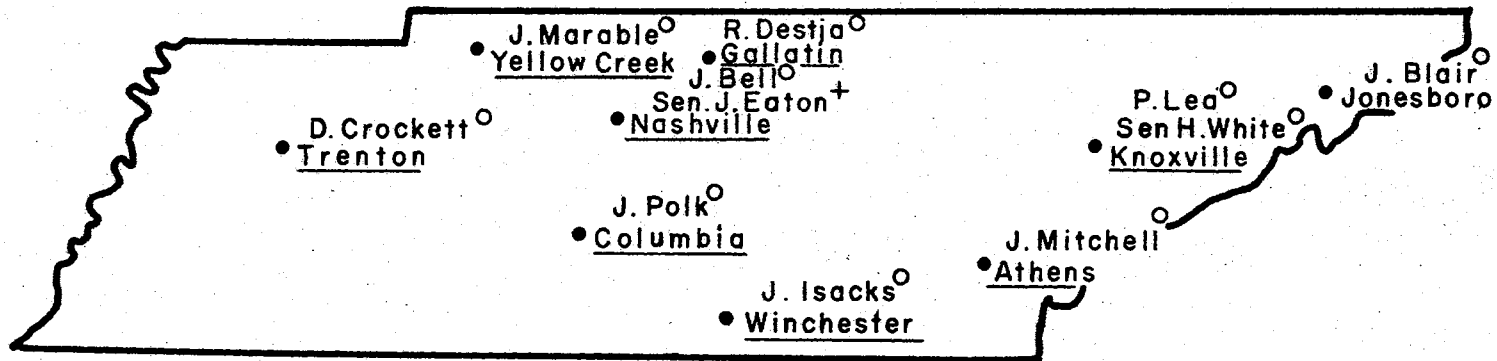 J. Marable
Yellow Creek
R. Destja
Gallatin
J. Bell
Sen. J. Eaton +
Nashville
D. Crockett
Trenton
J. Polk
Columbia
J. Isacks
Winchester
P. Lea
Sen H. White
Knoxville
J. Blair
Jonesboro
J. Mitchell
Athens